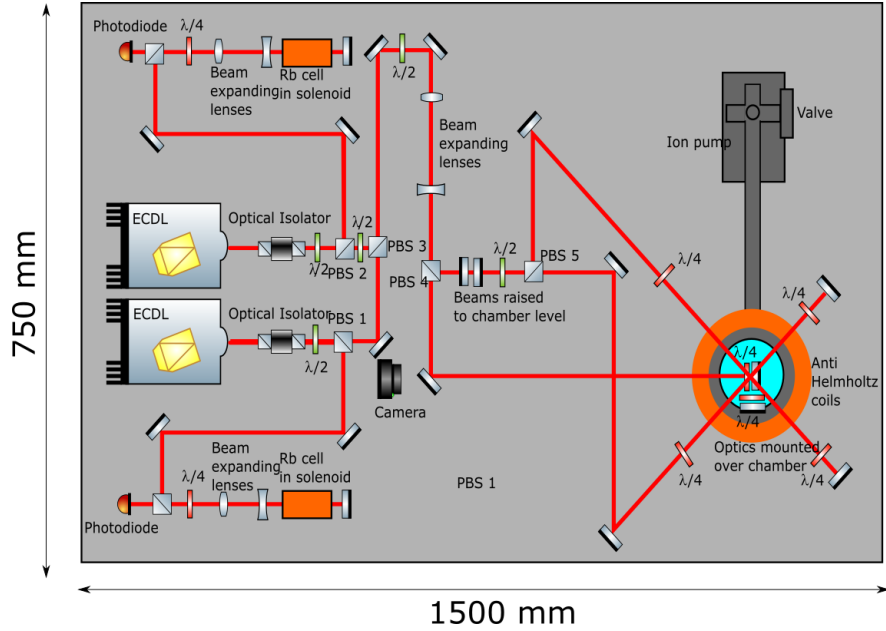 Photodiode
λ/4
Beam
expanding
lenses
Rb cell
in solenoid
λ/2
Beam
expanding
lenses
Ion pump
Valve
ECDL
Optical Isolator
λ/2
λ/2
PBS 2
PBS 3
PBS 4
λ/2
PBS 5
Beams raised
to chamber level
λ/4
λ/4
ECDL
Optical Isolator
λ/2
PBS 1
Camera
λ/4
λ/4
Anti
Helmholtz
coils
Optics mounted
over chamber
λ/4
λ/4
Beam
expanding
lenses
Rb cell
in solenoid
λ/4
Photodiode
PBS 1
750 mm
1500 mm